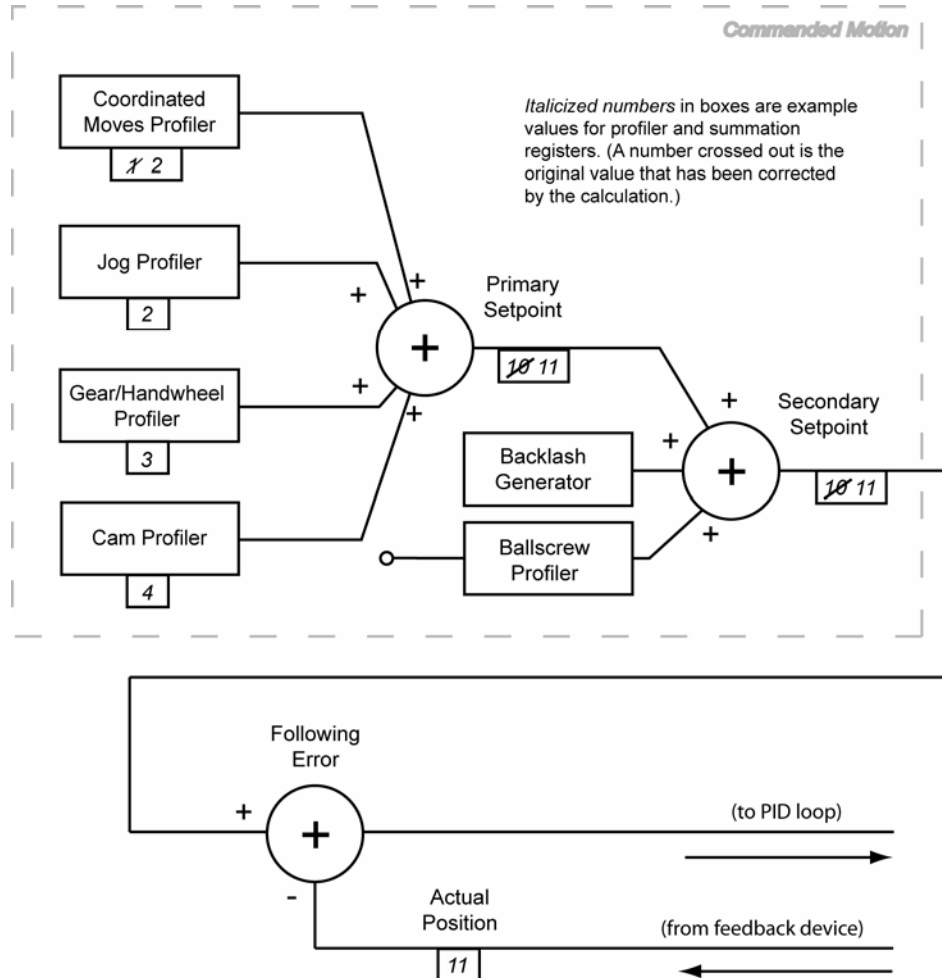 Commanded Motion
Coordinated
Moves Profiler
1 2
Italicized numbers in boxes are example
values for profiler and summation
registers. (A number crossed out is the
original value that has been corrected
by the calculation.)
Jog Profiler
2
+
+
Primary
Setpoint
+
10 11
Gear/Handwheel
Profiler
3
+
+
+
Secondary
Setpoint
Backlash
Generator
+
+
10 11
Cam Profiler
4
Ballscrew
Profiler
+
Following
Error
+
+
(to PID loop)
-
Actual
Position
(from feedback device)
11